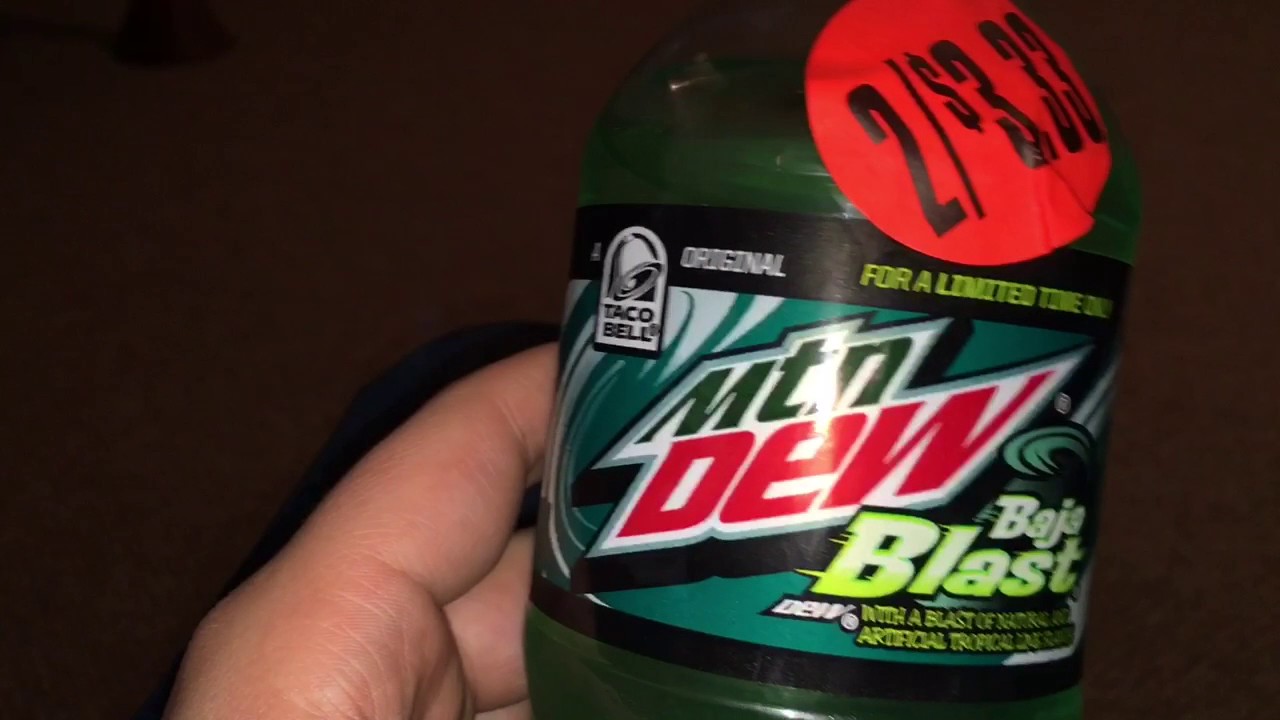 2/$3.33
A TACO BELL® ORIGINAL
FOR A LIMITED TIME ONLY
Mtn
DEW®
Baja
Blast
DEW® WITH A BLAST OF NATURAL AND
ARTIFICIAL TROPICAL LIME FLAVOR